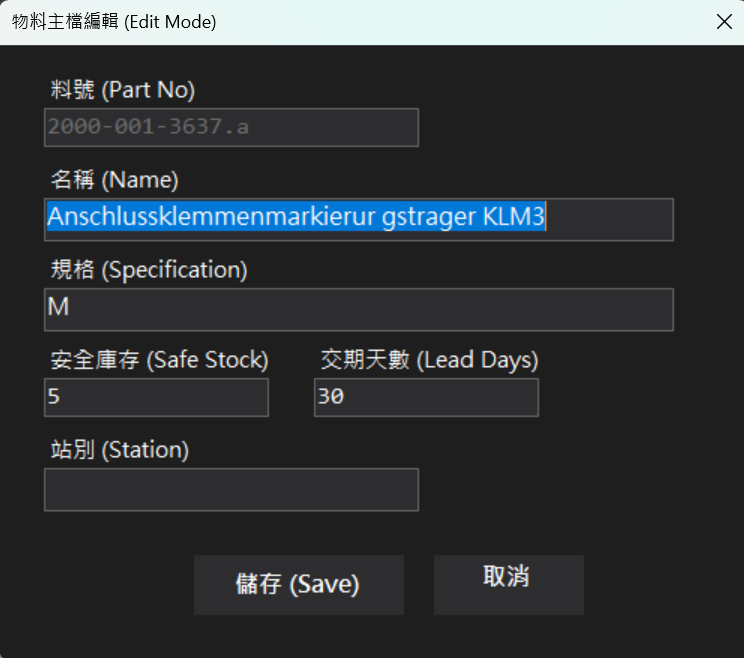 物料主檔編輯 (Edit Mode)
料號 (Part No)
2000-001-3637.a
名稱 (Name)
Anschlussklemmenmarkierur gstrager KLM3
規格 (Specification)
M
安全庫存 (Safe Stock) 交期天數 (Lead Days)
5 30
站別 (Station)
儲存 (Save) 取消